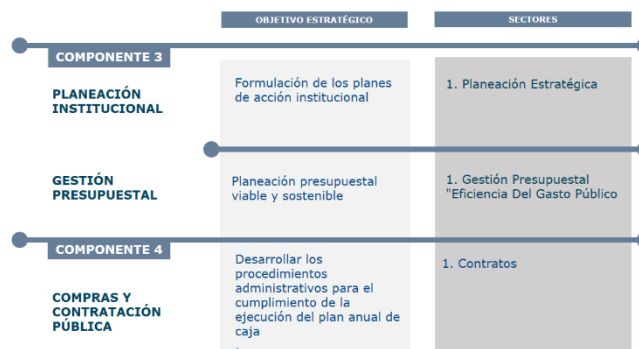 OBJETIVO ESTRATÉGICO
SECTORES
COMPONENTE 3
PLANEACIÓN
INSTITUCIONAL
Formulación de los planes
de acción institucional
1. Planeación Estratégica
GESTIÓN
PRESUPUESTAL
Planeación presupuestal
viable y sostenible
1. Gestión Presupuestal
"Eficiencia Del Gasto Público
COMPONENTE 4
COMPRAS Y
CONTRATACIÓN
PÚBLICA
Desarrollar los
procedimientos
administrativos para el
cumplimiento de la
ejecución del plan anual de
caja
1. Contratos